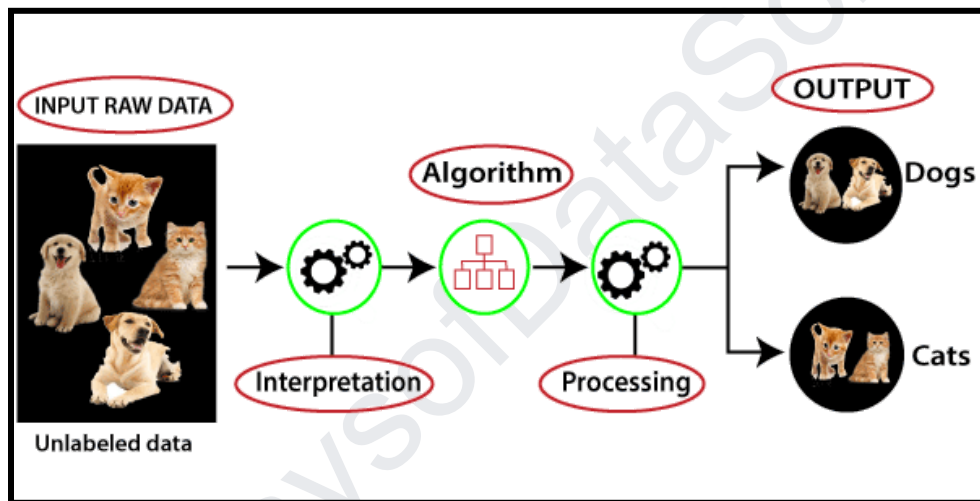 INPUT RAW DATA
OUTPUT
Algorithm
Dogs
Interpretation
Processing
Cats
Unlabeled data